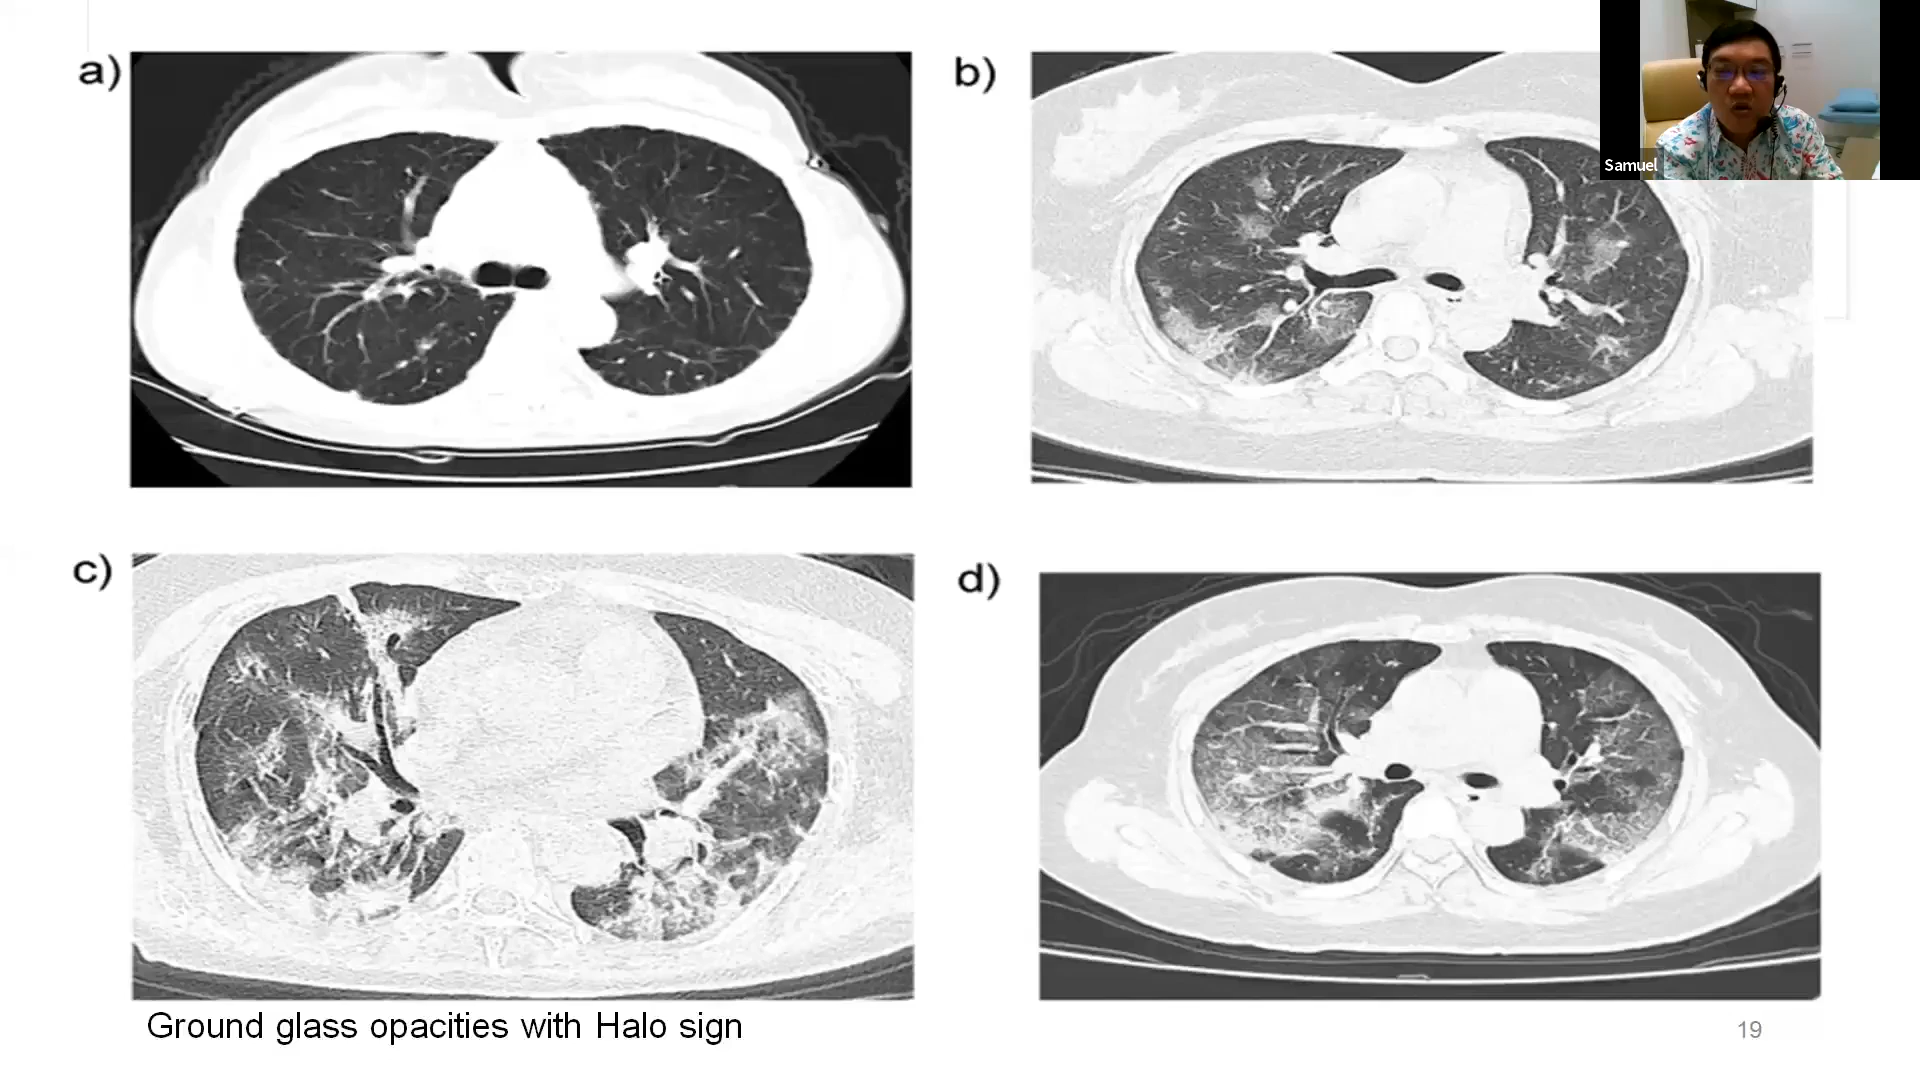 a)
b)
Samuel
c)
d)
Ground glass opacities with Halo sign
19